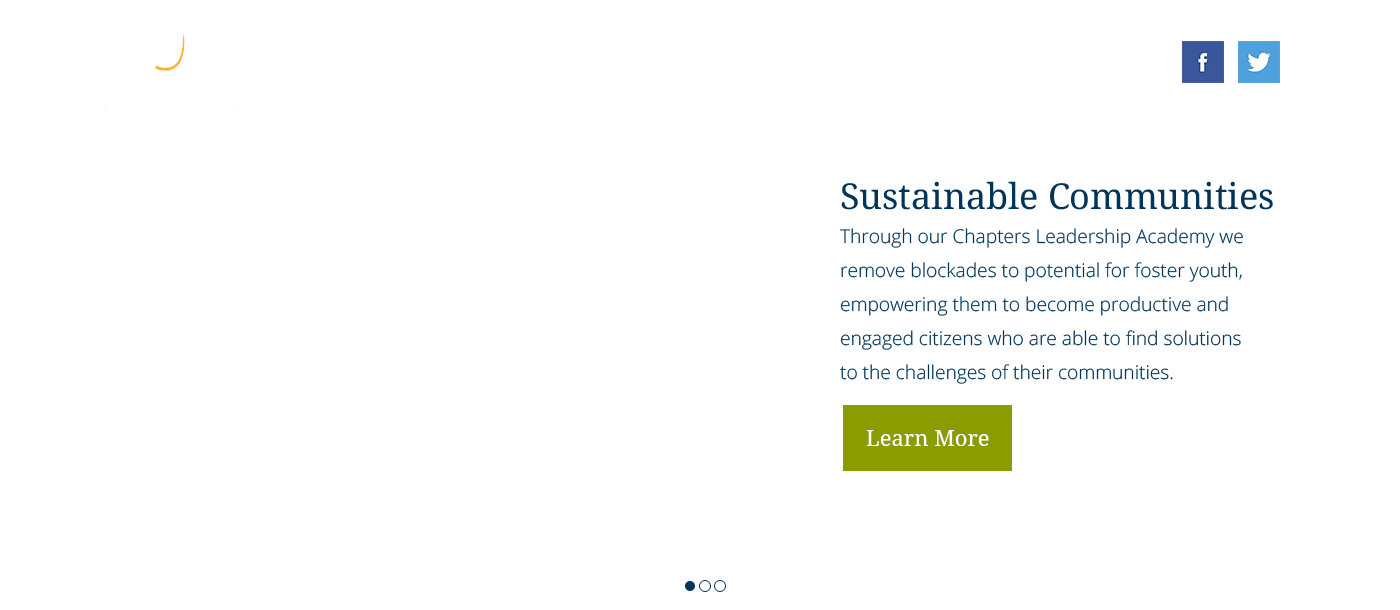 Sustainable Communities
Through our Chapters Leadership Academy we
remove blockades to potential for foster youth,
empowering them to become productive and
engaged citizens who are able to find solutions
to the challenges of their communities.
Learn More